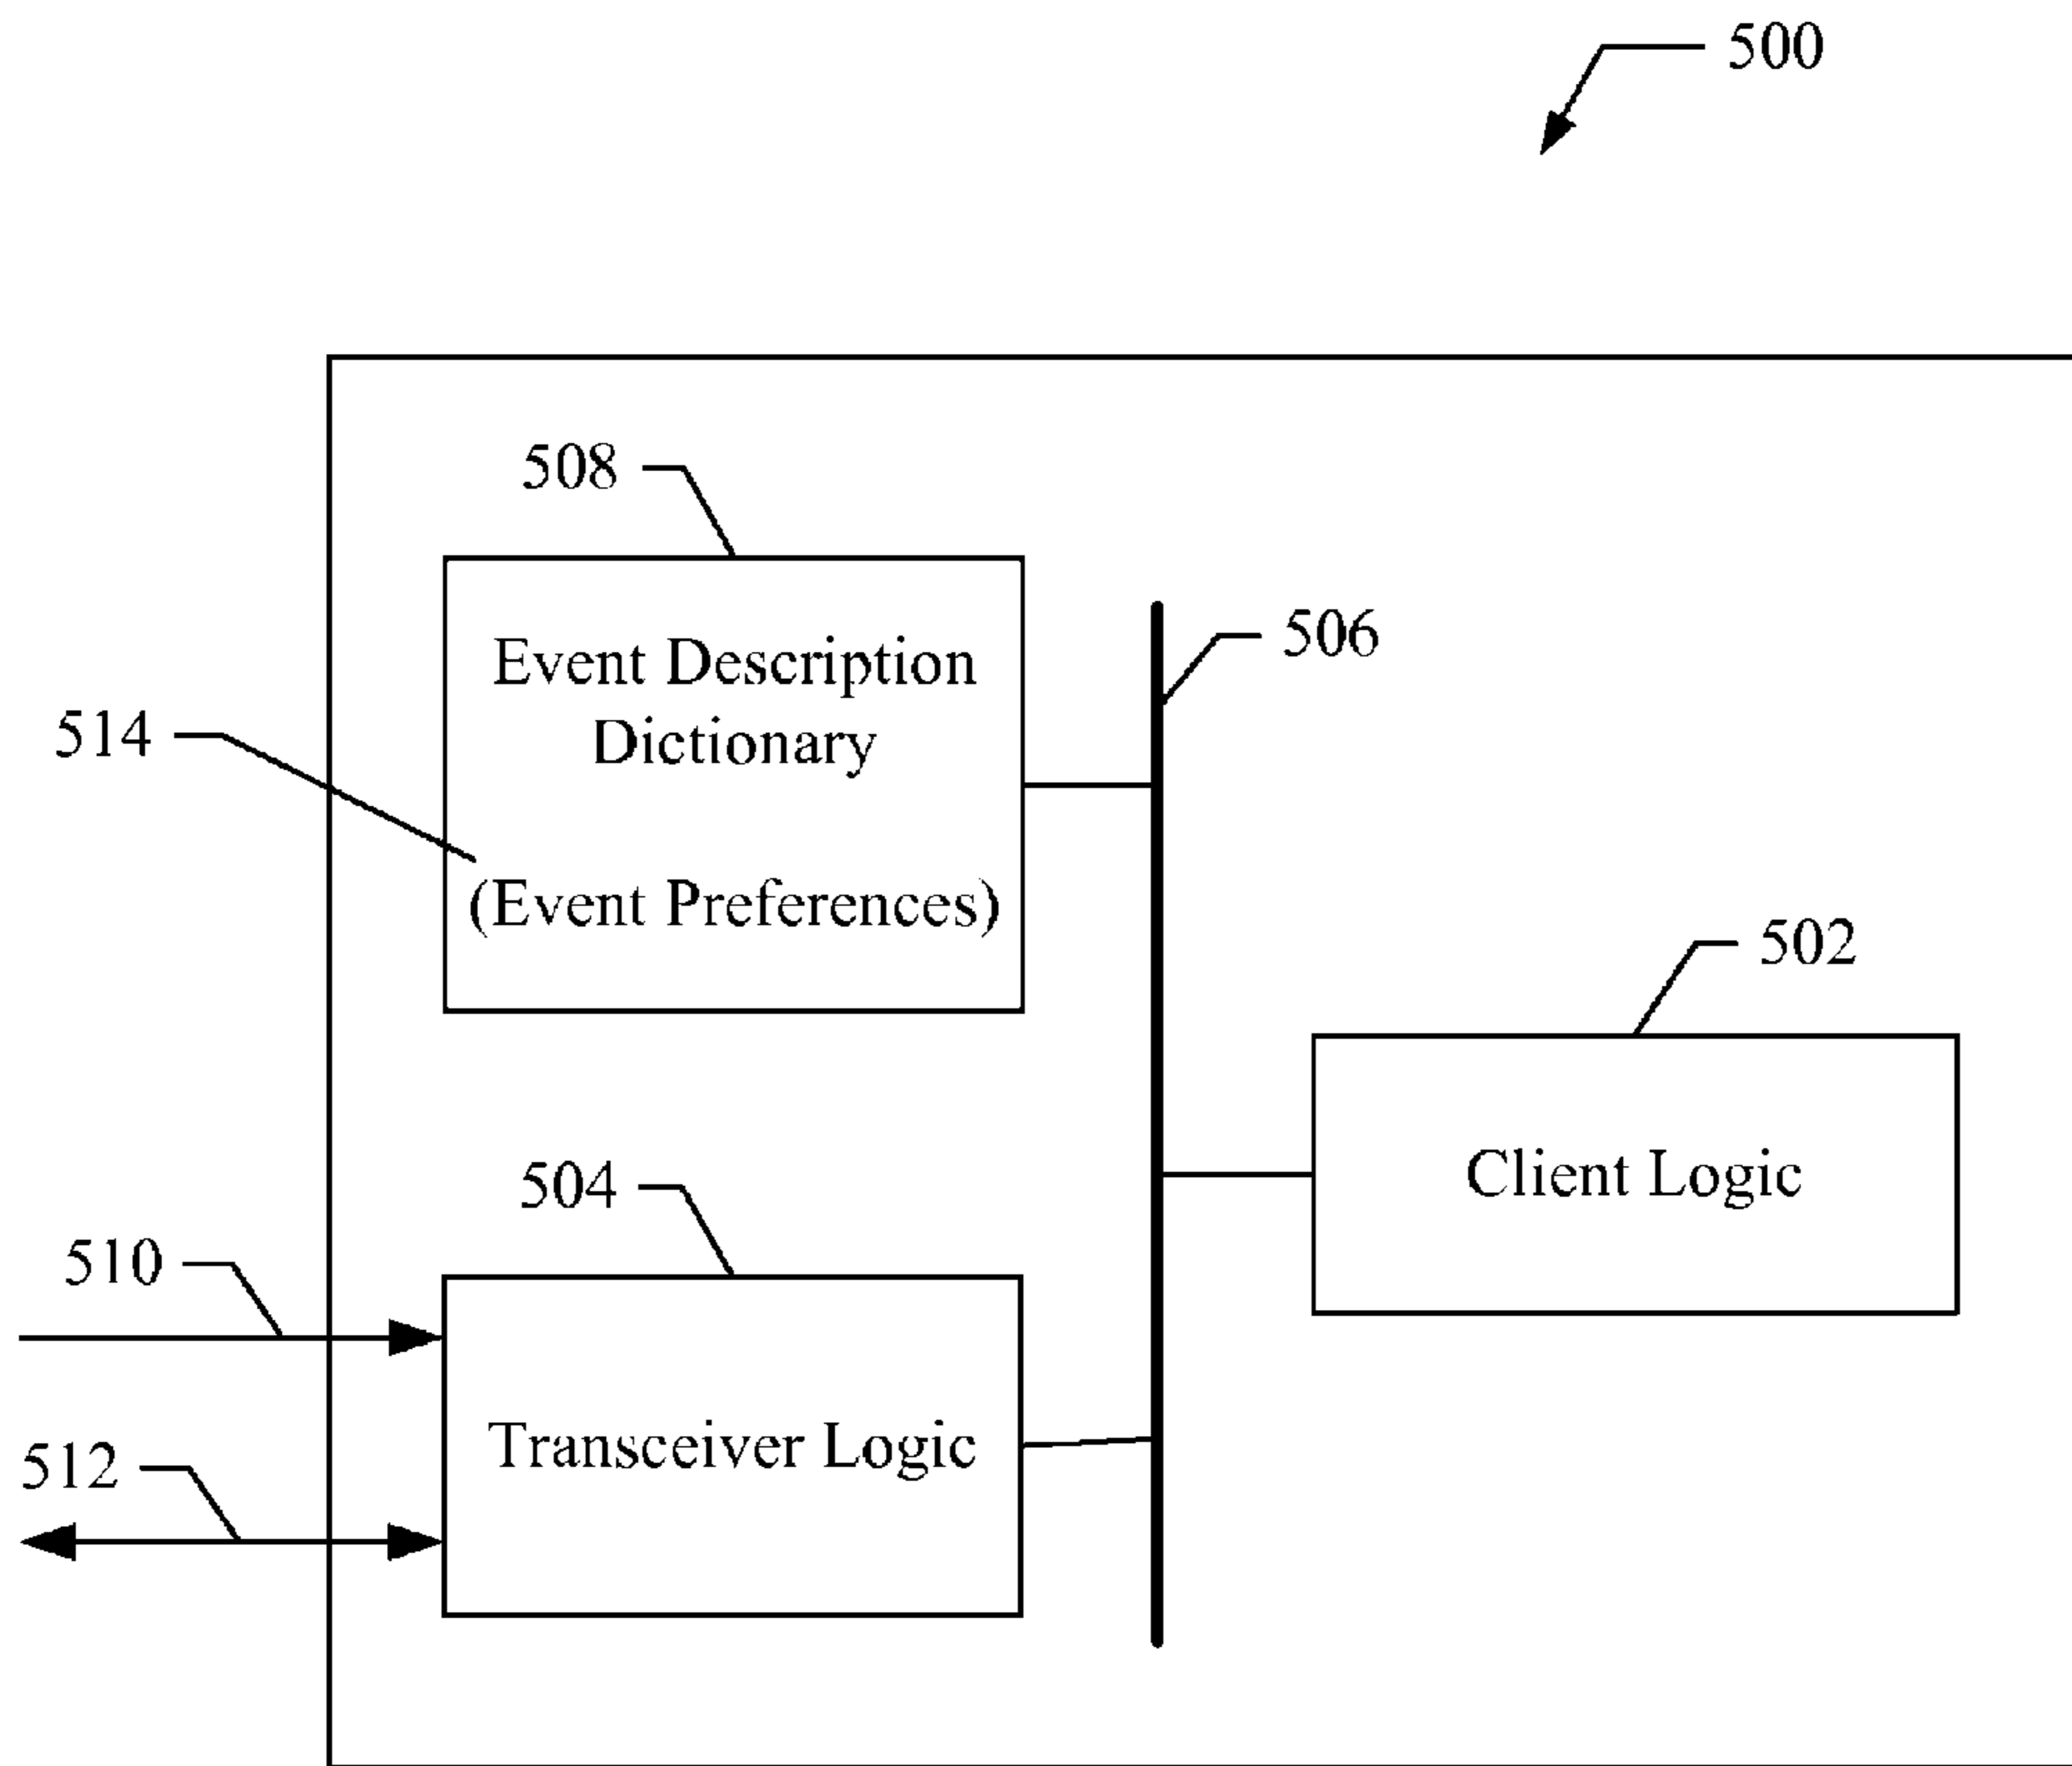 500
508
Event Description
Dictionary
(Event Preferences)
514
506
502
Client Logic
504
510
Transceiver Logic
512